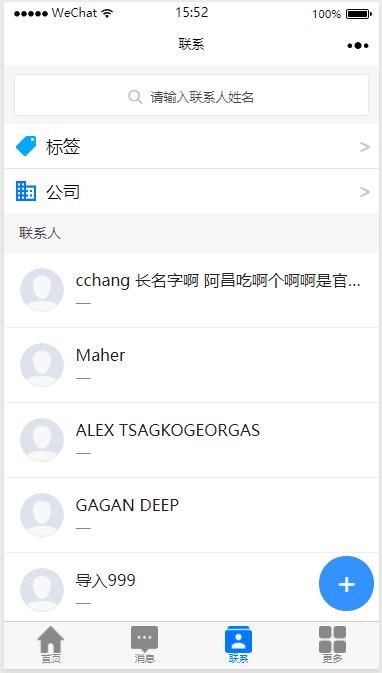 WeChat 15:52 100%
联系
请输入联系人姓名
标签 >
公司 >
联系人
cchang 长名字啊 阿昌吃啊个啊啊是官...
—
Maher
—
ALEX TSAGKOGEORGAS
—
GAGAN DEEP
—
导入999
—
首页 消息 联系 更多